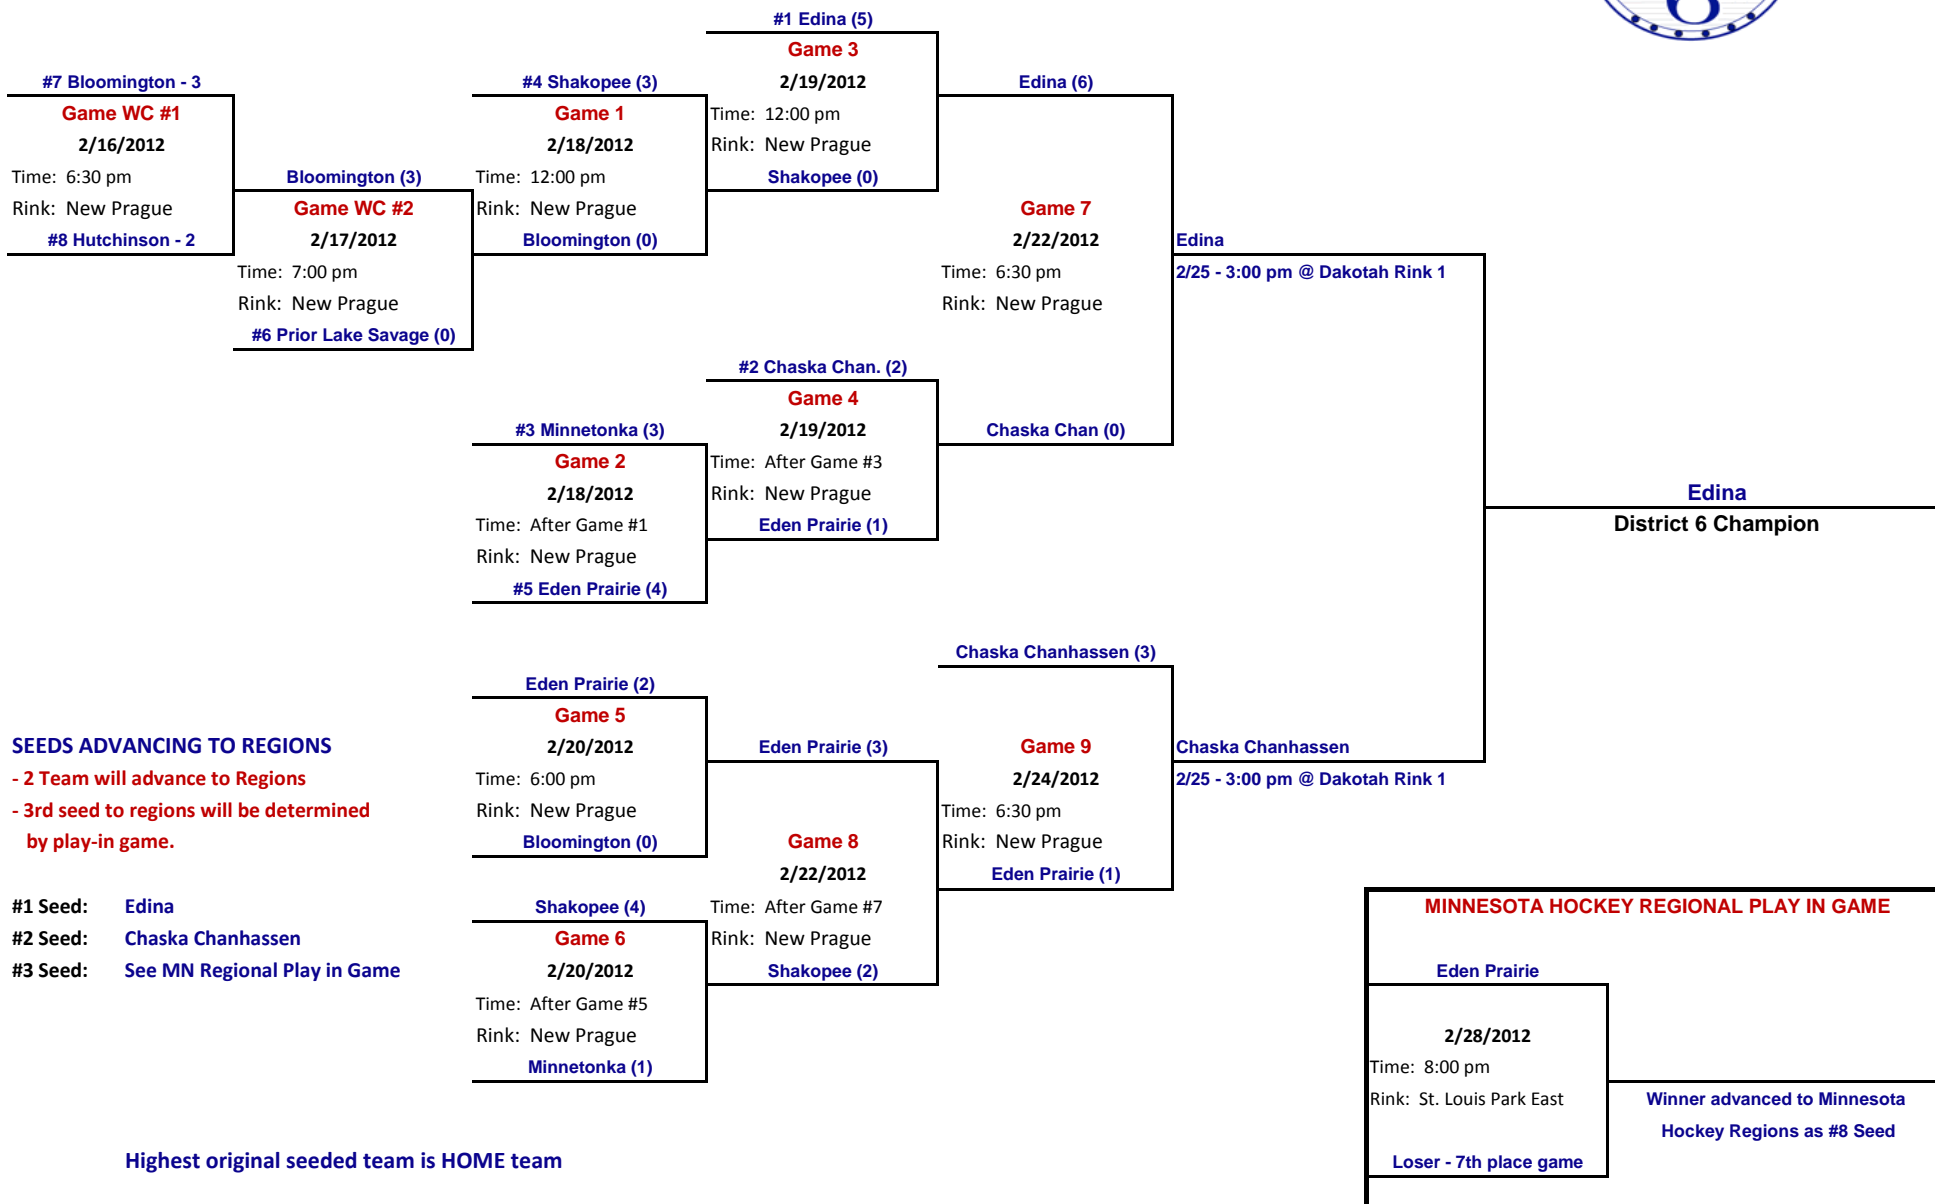 6
#1 Edina (5)
Game 3
2/19/2012
Time: 12:00 pm
Rink: New Prague
Shakopee (0)
#7 Bloomington - 3
Game WC #1
2/16/2012
Time: 6:30 pm
Rink: New Prague
#8 Hutchinson - 2
Bloomington (3)
Game WC #2
2/17/2012
Time: 7:00 pm
Rink: New Prague
#6 Prior Lake Savage (0)
#4 Shakopee (3)
Game 1
2/18/2012
Time: 12:00 pm
Rink: New Prague
Bloomington (0)
Edina (6)
Game 7
2/22/2012
Time: 6:30 pm
Rink: New Prague
Chaska Chan (0)
Edina
2/25 - 3:00 pm @ Dakotah Rink 1
#2 Chaska Chan. (2)
Game 4
2/19/2012
Time: After Game #3
Rink: New Prague
Eden Prairie (1)
#3 Minnetonka (3)
Game 2
2/18/2012
Time: After Game #1
Rink: New Prague
#5 Eden Prairie (4)
Edina
District 6 Champion
Chaska Chanhassen (3)
Game 9
2/24/2012
Time: 6:30 pm
Rink: New Prague
Eden Prairie (1)
Chaska Chanhassen
2/25 - 3:00 pm @ Dakotah Rink 1
Eden Prairie (2)
Game 5
2/20/2012
Time: 6:00 pm
Rink: New Prague
Bloomington (0)
Eden Prairie (3)
Game 8
2/22/2012
Time: After Game #7
Rink: New Prague
Shakopee (2)
Shakopee (4)
Game 6
2/20/2012
Time: After Game #5
Rink: New Prague
Minnetonka (1)
SEEDS ADVANCING TO REGIONS
- 2 Team will advance to Regions
- 3rd seed to regions will be determined
by play-in game.
#1 Seed: Edina
#2 Seed: Chaska Chanhassen
#3 Seed: See MN Regional Play in Game
MINNESOTA HOCKEY REGIONAL PLAY IN GAME
Eden Prairie
2/28/2012
Time: 8:00 pm
Rink: St. Louis Park East
Loser - 7th place game
Winner advanced to Minnesota
Hockey Regions as #8 Seed
Highest original seeded team is HOME team